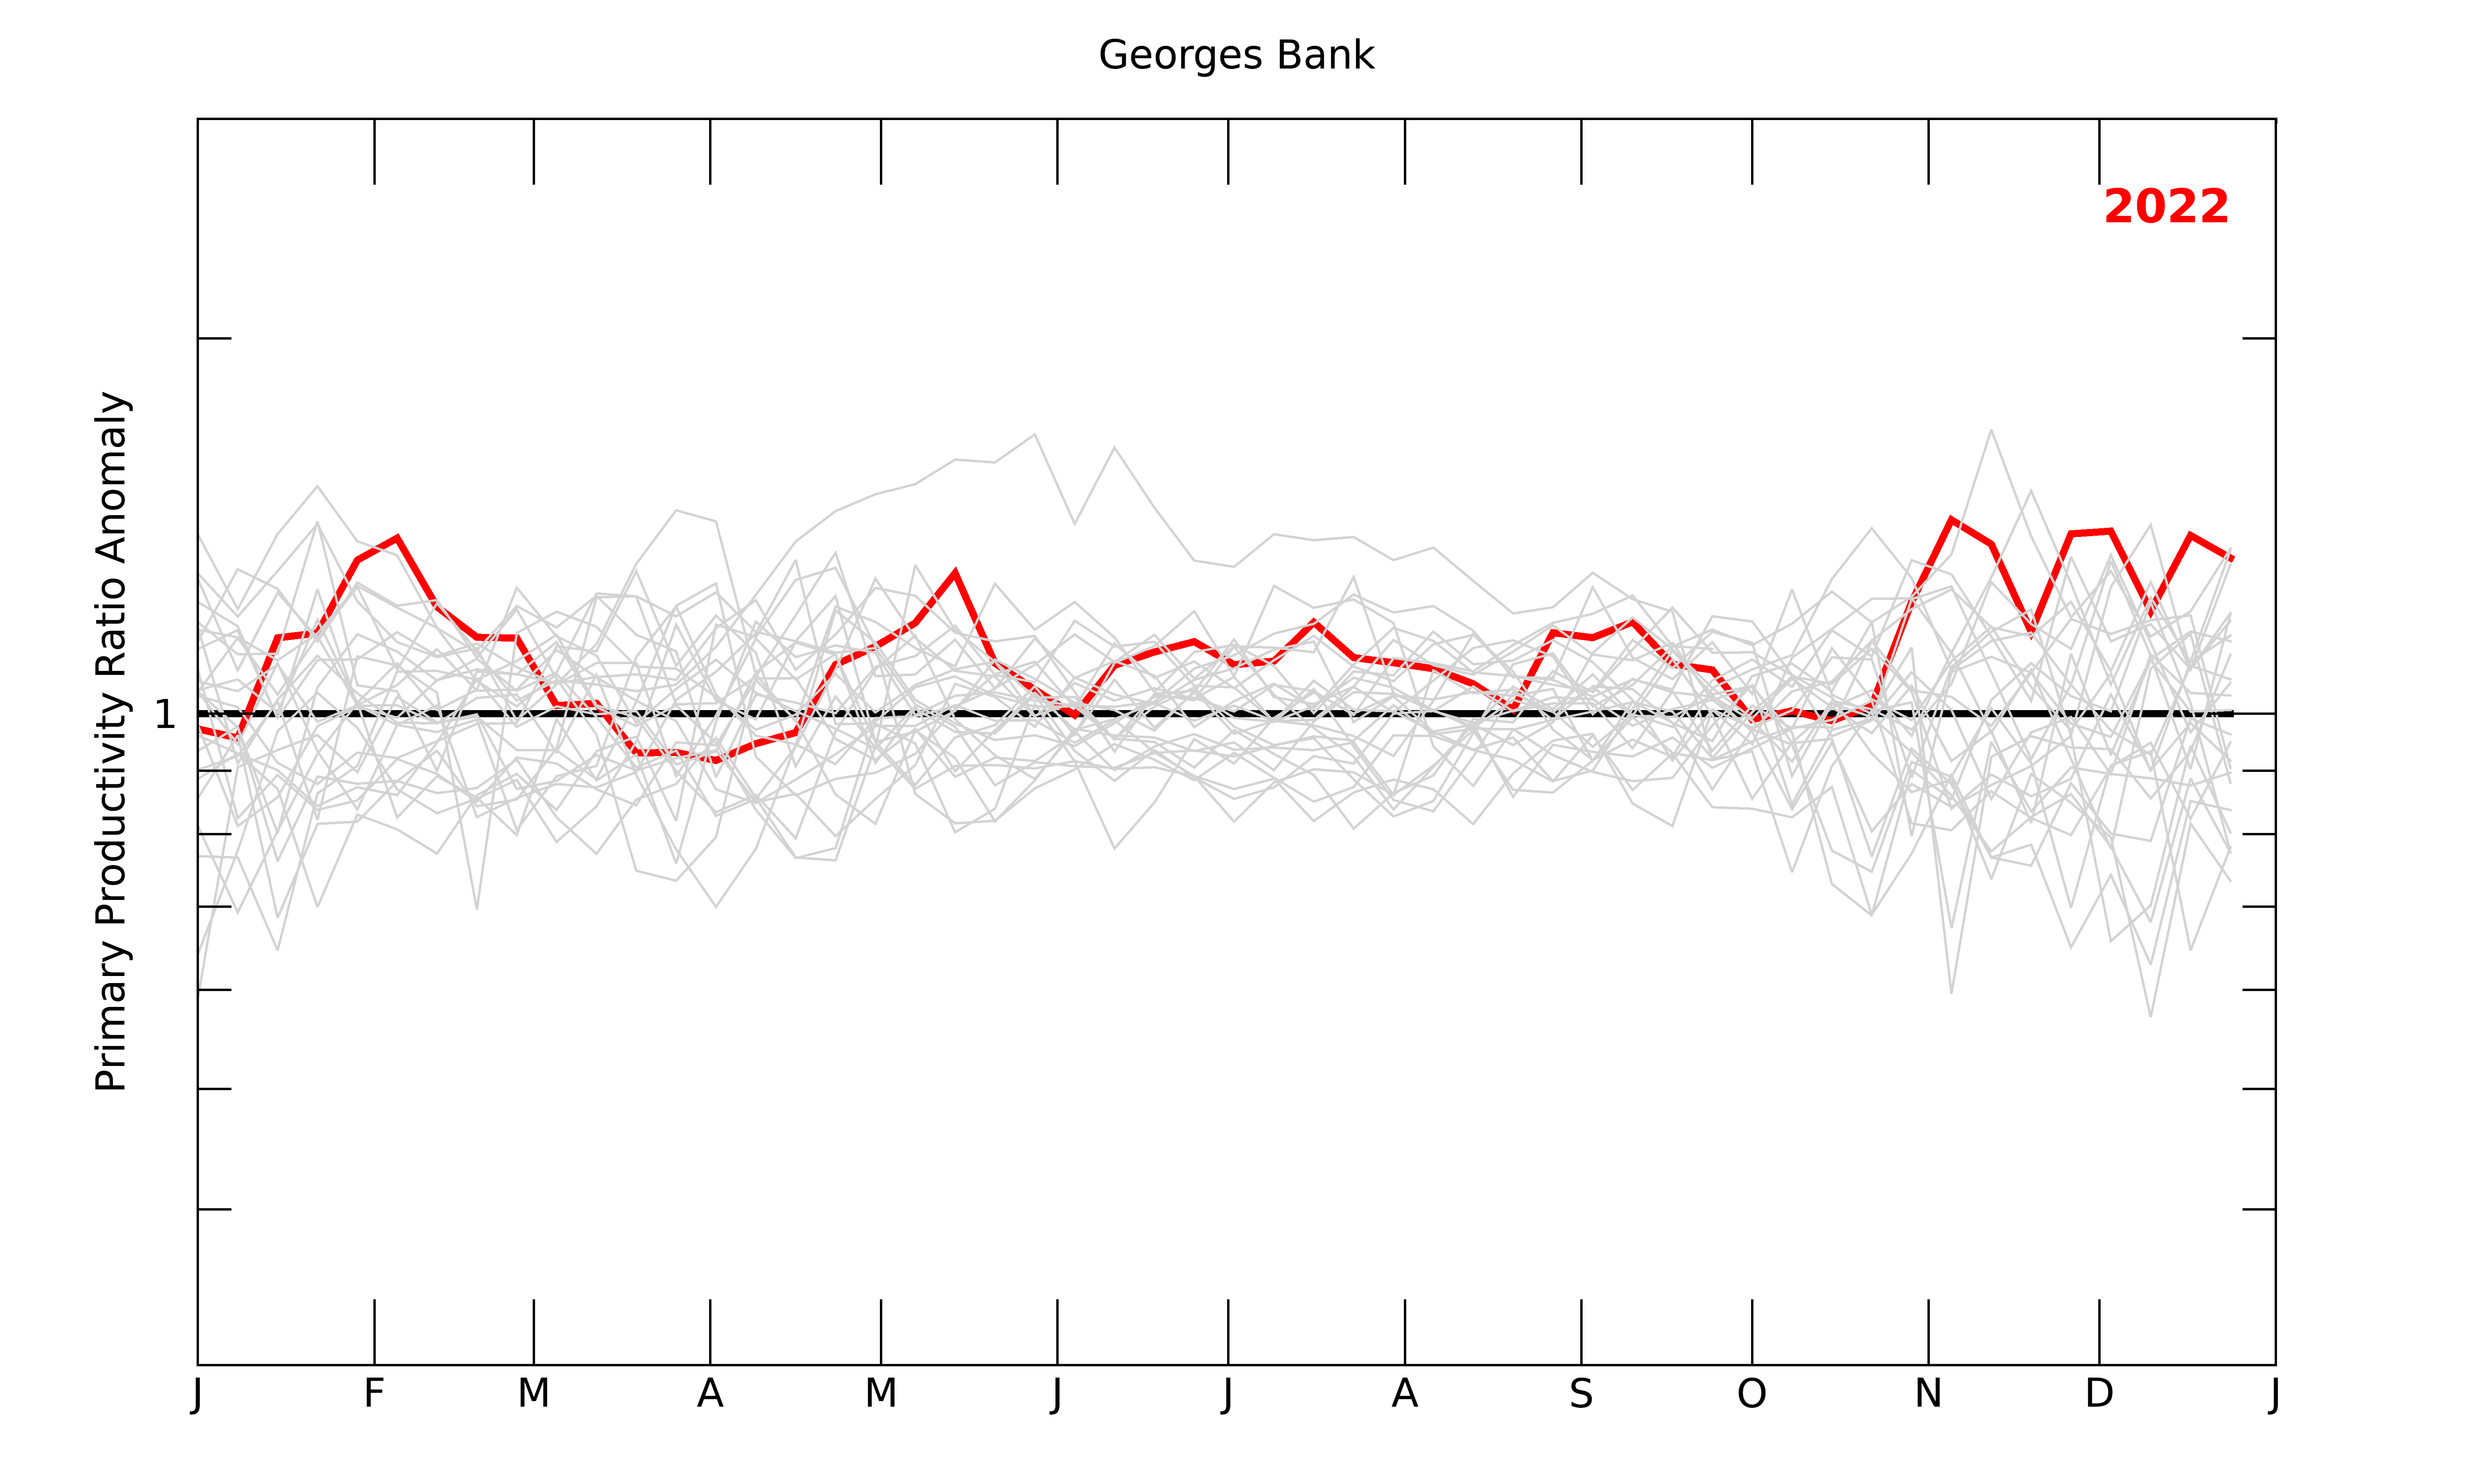 Georges Bank
2022
Primary Productivity Ratio Anomaly
1
J F M A M J J A S O N D J